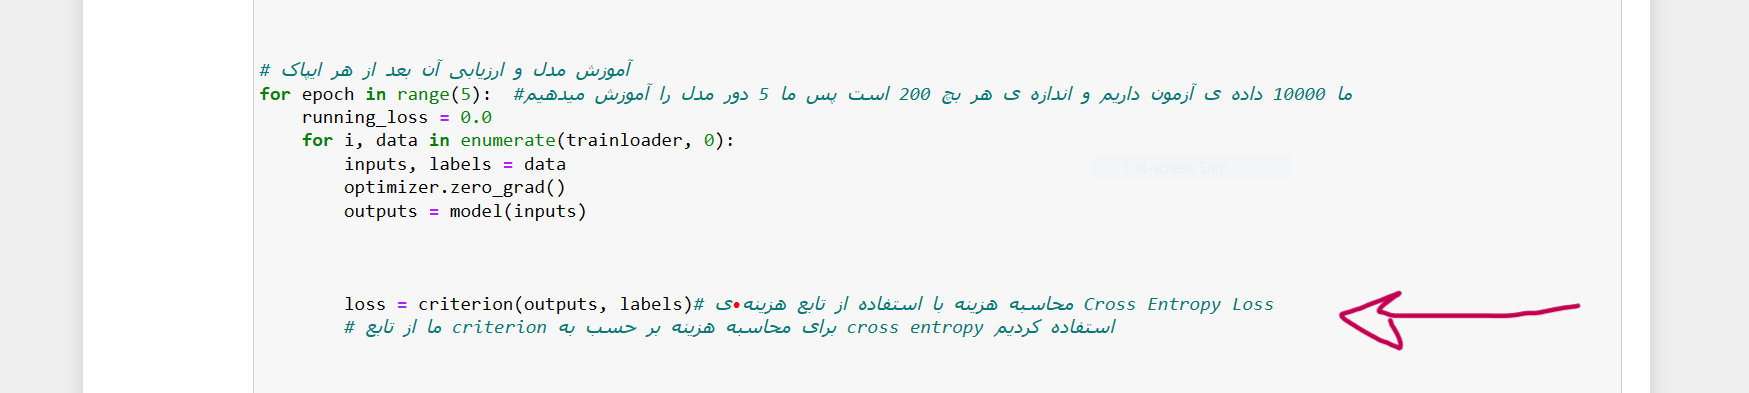 # آموزش مدل و ارزیابی آن بعد از هر ایپاک
for epoch in range(5):  #ما 10000 داده ی آزمون داریم و اندازه ی هر بچ 200 است پس ما 5 دور مدل را آموزش میدهیم
running_loss = 0.0
for i, data in enumerate(trainloader, 0):
inputs, labels = data
optimizer.zero_grad()
outputs = model(inputs)
Full-screen Snip
loss = criterion(outputs, labels)# محاسبه هزینه با استفاده از تابع هزینه ی Cross Entropy Loss
# ما از تابع criterion برای محاسبه هزینه بر حسب به cross entropy استفاده کردیم